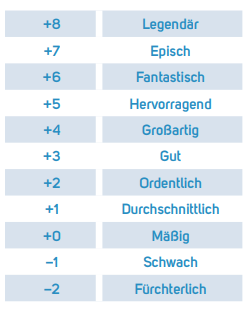 +8 Legendär
+7 Episch
+6 Fantastisch
+5 Hervorragend
+4 Großartig
+3 Gut
+2 Ordentlich
+1 Durchschnittlich
+0 Mäßig
–1 Schwach
–2 Fürchterlich